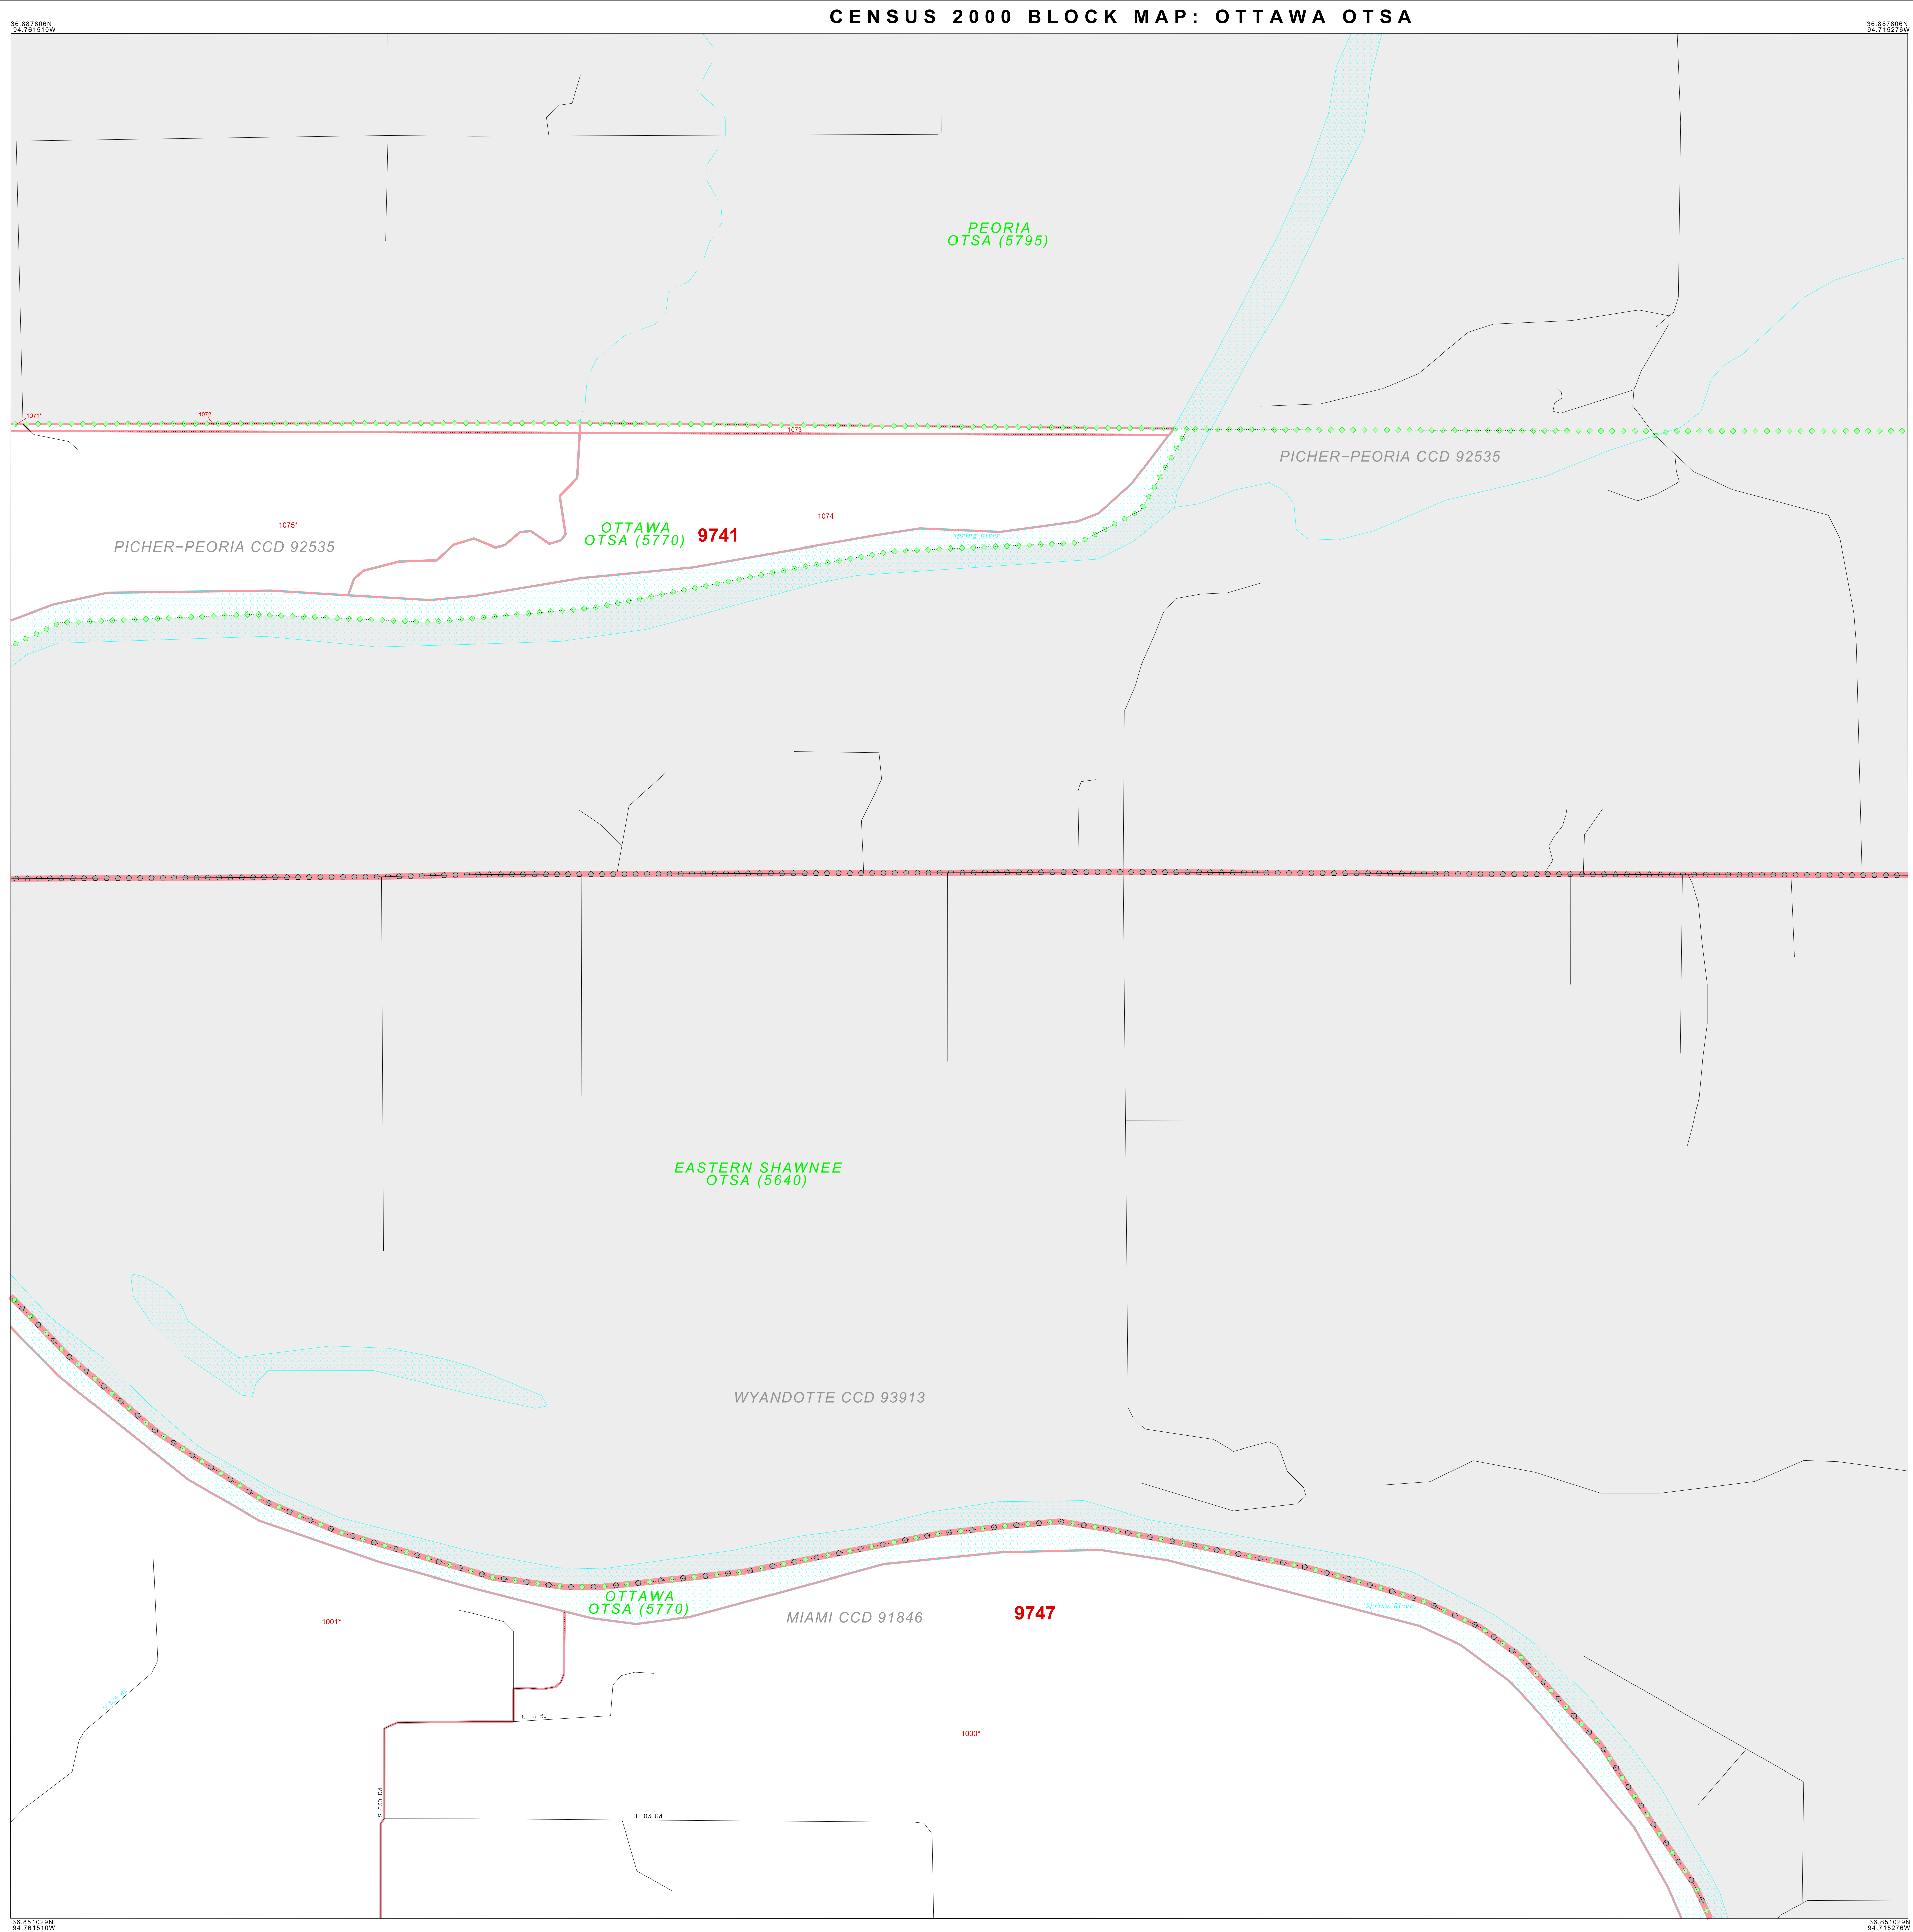 CENSUS 2000 BLOCK MAP: OTTAWA OTSA
36.887806N
94.761510W
36.887806N
94.715276W
PEORIA
OTSA (5795)
1071*
1072
1073
PICHER-PEORIA CCD 92535
1075*
PICHER-PEORIA CCD 92535
OTTAWA
OTSA (5770)
9741
1074
Spring River
EASTERN SHAWNEE
OTSA (5640)
WYANDOTTE CCD 93913
OTTAWA
OTSA (5770)
MIAMI CCD 91846
9747
Spring River
1001*
S 605 Rd
E 111 Rd
1000*
S 630 Rd
E 113 Rd
36.851029N
94.761510W
36.851029N
94.715276W